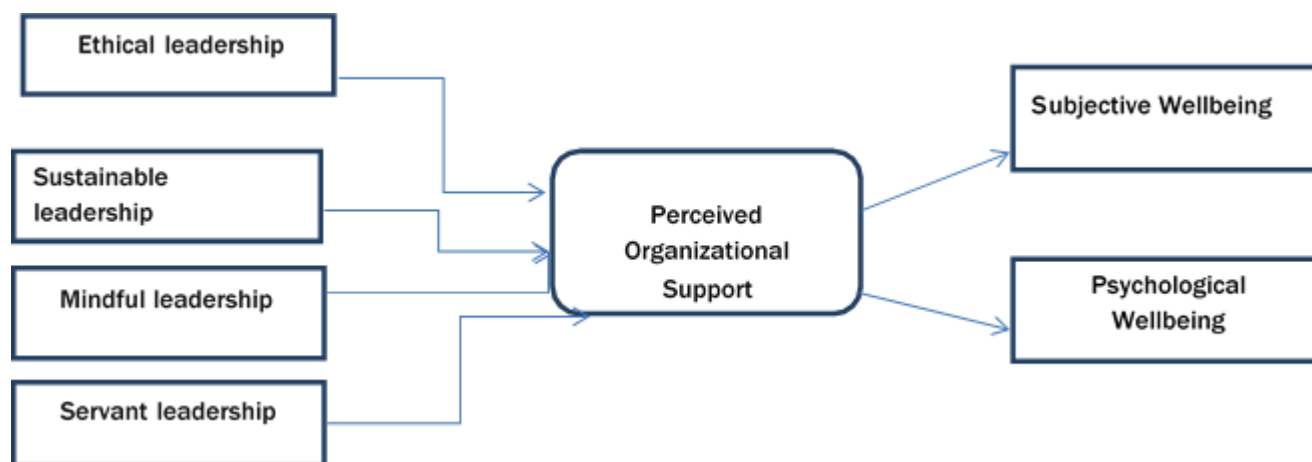 Ethical leadership
Sustainable
leadership
Mindful leadership
Servant leadership
Perceived
Organizational
Support
Subjective Wellbeing
Psychological
Wellbeing